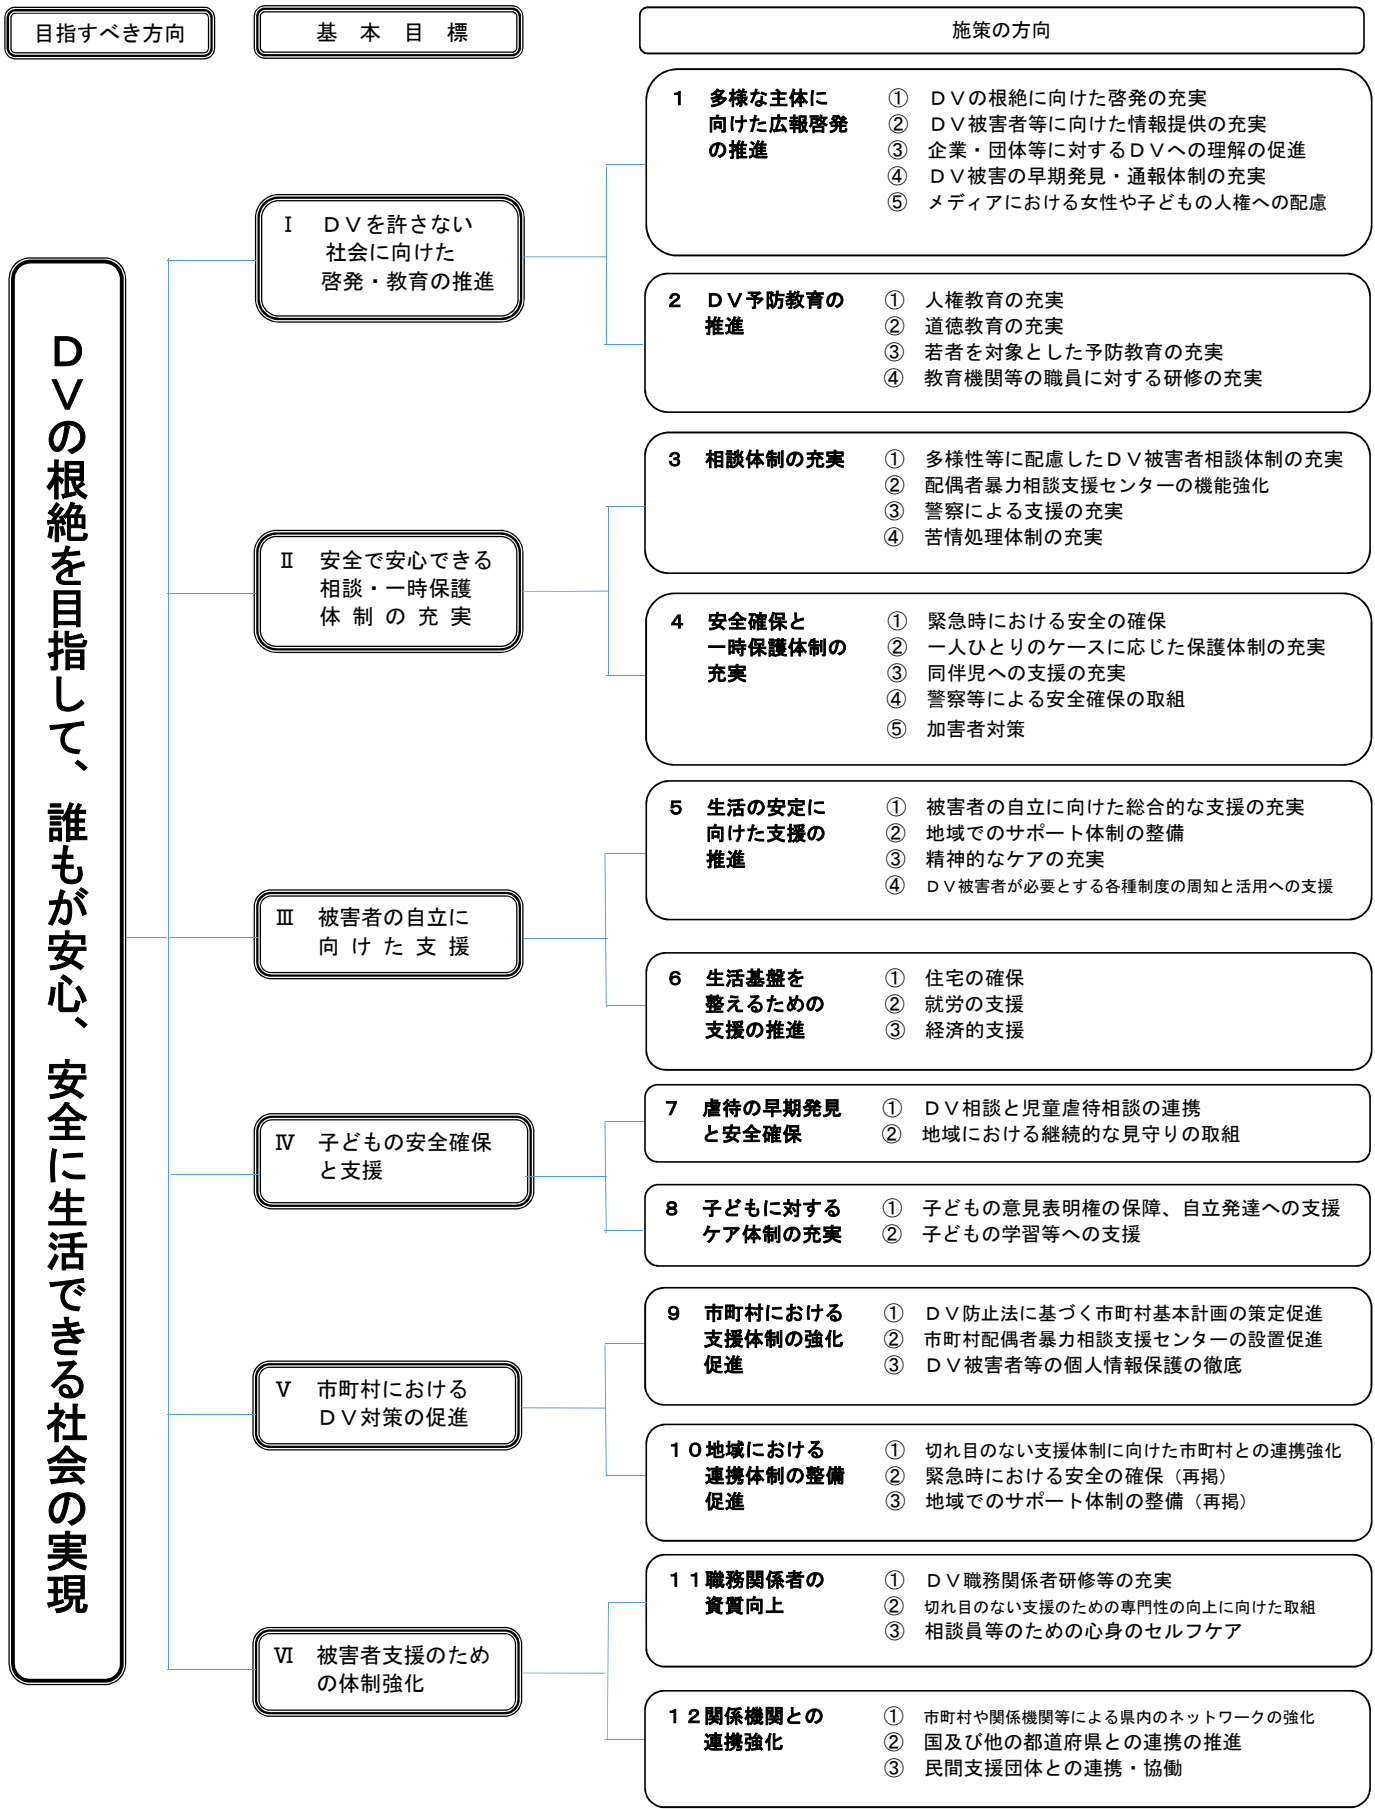 目指すべき方向
基　本　目　標
施策の方向
ＤＶの根絶を目指して、誰もが安心、安全に生活できる社会の実現
Ⅰ　ＤＶを許さない
社会に向けた
啓発・教育の推進
１　多様な主体に
向けた広報啓発
の推進
①　ＤＶの根絶に向けた啓発の充実
②　ＤＶ被害者等に向けた情報提供の充実
③　企業・団体等に対するＤＶへの理解の促進
④　ＤＶ被害の早期発見・通報体制の充実
⑤　メディアにおける女性や子どもの人権への配慮
２　ＤＶ予防教育の
推進
①　人権教育の充実
②　道徳教育の充実
③　若者を対象とした予防教育の充実
④　教育機関等の職員に対する研修の充実
Ⅱ　安全で安心できる
相談・一時保護
体 制 の 充 実
３　相談体制の充実
①　多様性等に配慮したＤＶ被害者相談体制の充実
②　配偶者暴力相談支援センターの機能強化
③　警察による支援の充実
④　苦情処理体制の充実
４　安全確保と
一時保護体制の
充実
①　緊急時における安全の確保
②　一人ひとりのケースに応じた保護体制の充実
③　同伴児への支援の充実
④　警察等による安全確保の取組
⑤　加害者対策
Ⅲ　被害者の自立に
向 け た 支 援
５　生活の安定に
向けた支援の
推進
①　被害者の自立に向けた総合的な支援の充実
②　地域でのサポート体制の整備
③　精神的なケアの充実
④　ＤＶ被害者が必要とする各種制度の周知と活用への支援
６　生活基盤を
整えるための
支援の推進
①　住宅の確保
②　就労の支援
③　経済的支援
Ⅳ　子どもの安全確保
と支援
７　虐待の早期発見
と安全確保
①　ＤＶ相談と児童虐待相談の連携
②　地域における継続的な見守りの取組
８　子どもに対する
ケア体制の充実
①　子どもの意見表明権の保障、自立発達への支援
②　子どもの学習等への支援
Ⅴ　市町村における
ＤＶ対策の促進
９　市町村における
支援体制の強化
促進
①　ＤＶ防止法に基づく市町村基本計画の策定促進
②　市町村配偶者暴力相談支援センターの設置促進
③　ＤＶ被害者等の個人情報保護の徹底
１０地域における
連携体制の整備
促進
①　切れ目のない支援体制に向けた市町村との連携強化
②　緊急時における安全の確保（再掲）
③　地域でのサポート体制の整備（再掲）
Ⅵ　被害者支援のため
の体制強化
１１職務関係者の
資質向上
①　ＤＶ職務関係者研修等の充実
②　切れ目のない支援のための専門性の向上に向けた取組
③　相談員等のための心身のセルフケア
１２関係機関との
連携強化
①　市町村や関係機関等による県内のネットワークの強化
②　国及び他の都道府県との連携の推進
③　民間支援団体との連携・協働